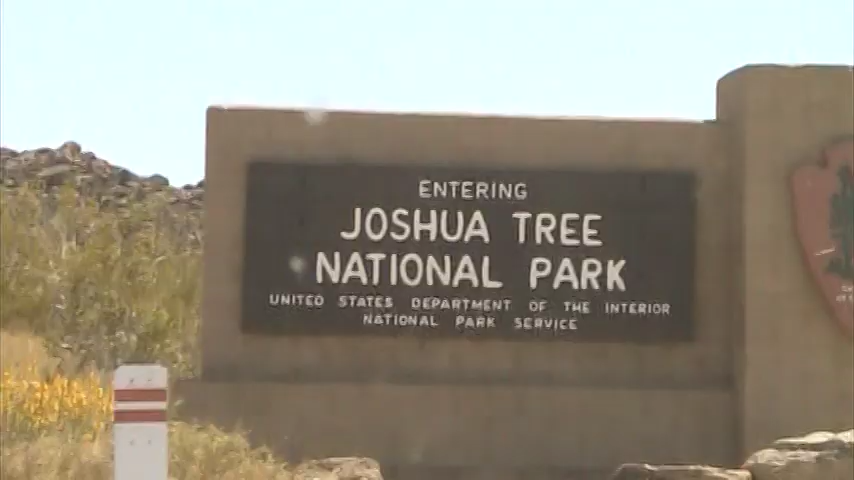 ENTERING
JOSHUA TREE
NATIONAL PARK
UNITED STATES DEPARTMENT OF THE INTERIOR
NATIONAL PARK SERVICE